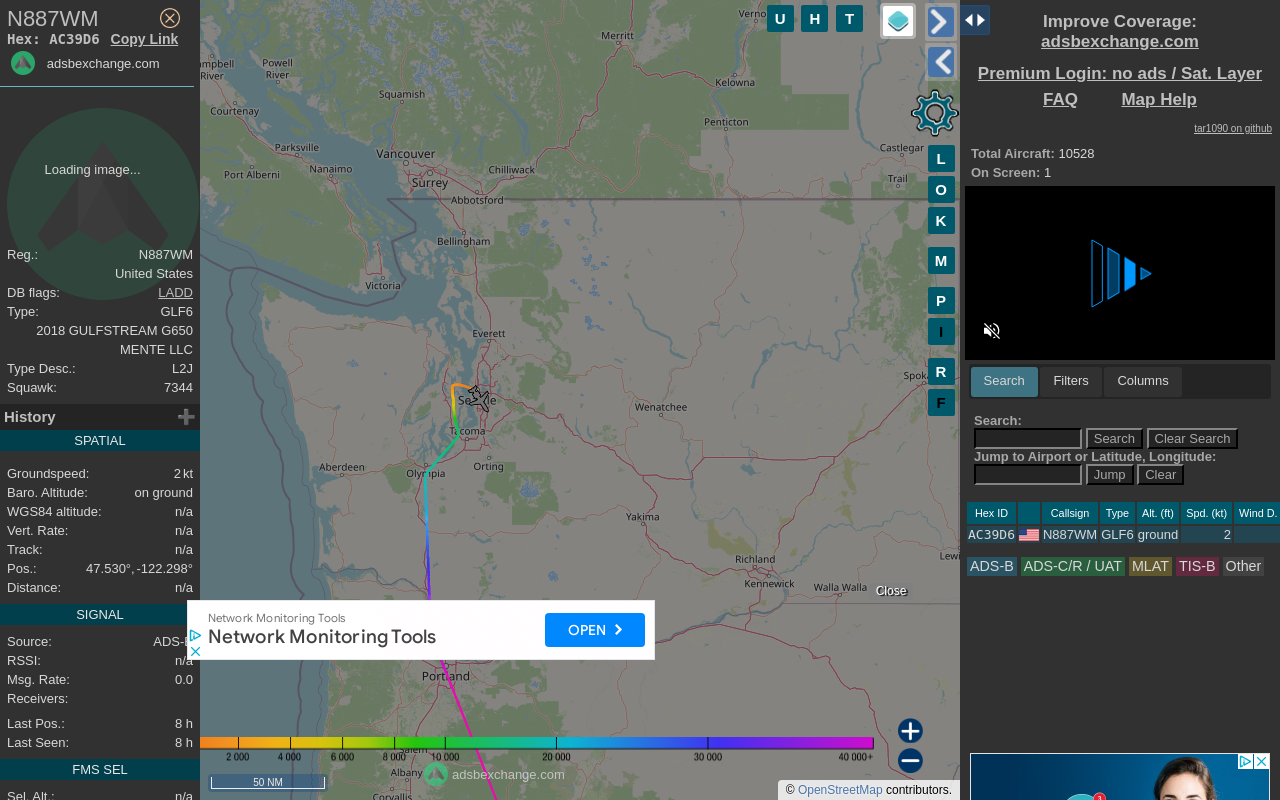 N887WM
Hex: AC39D6 Copy Link
adsbexchange.com
Loading image...
Reg.: N887WM
United States
DB flags: LADD
Type: GLF6
2018 GULFSTREAM G650
MENTE LLC
Type Desc.: L2J
Squawk: 7344
History
SPATIAL
Groundspeed: 2 kt
Baro. Altitude: on ground
WGS84 altitude: n/a
Vert. Rate: n/a
Track: n/a
Pos.: 47.530°, -122.298°
Distance: n/a
SIGNAL
Source: ADS-
RSSI: n/a
Msg. Rate: 0.0
Receivers:
Last Pos.: 8 h
Last Seen: 8 h
FMS SEL
Sel. Alt.: n/a
U H T
L
O
K
M
P
I
R
F
Merritt
Campbell River
Powell River
Squamish
Kelowna
Courtenay
Penticton
Parksville
Vancouver
Castlegar
Nanaimo
Port Alberni
Surrey
Chilliwack
Trail
Abbotsford
Bellingham
Victoria
Everett
Seattle
Wenatchee
Tacoma
Aberdeen
Olympia
Orting
Yakima
Richland
Kennewick
Walla Walla
Close
Network Monitoring Tools
Network Monitoring Tools
OPEN
Portland
Salem
2 000 4 000 6 000 8 000 10 000 20 000 30 000 40 000+
Albany
adsbexchange.com
50 NM
Corvallis
© OpenStreetMap contributors.
Improve Coverage:
adsbexchange.com
Premium Login: no ads / Sat. Layer
FAQ Map Help
tar1090 on github
Total Aircraft: 10528
On Screen: 1
Search Filters Columns
Search:
Search Clear Search
Jump to Airport or Latitude, Longitude:
Jump Clear
Hex ID Callsign Type Alt. (ft) Spd. (kt) Wind D.
AC39D6 N887WM GLF6 ground 2
ADS-B ADS-C/R / UAT MLAT TIS-B Other